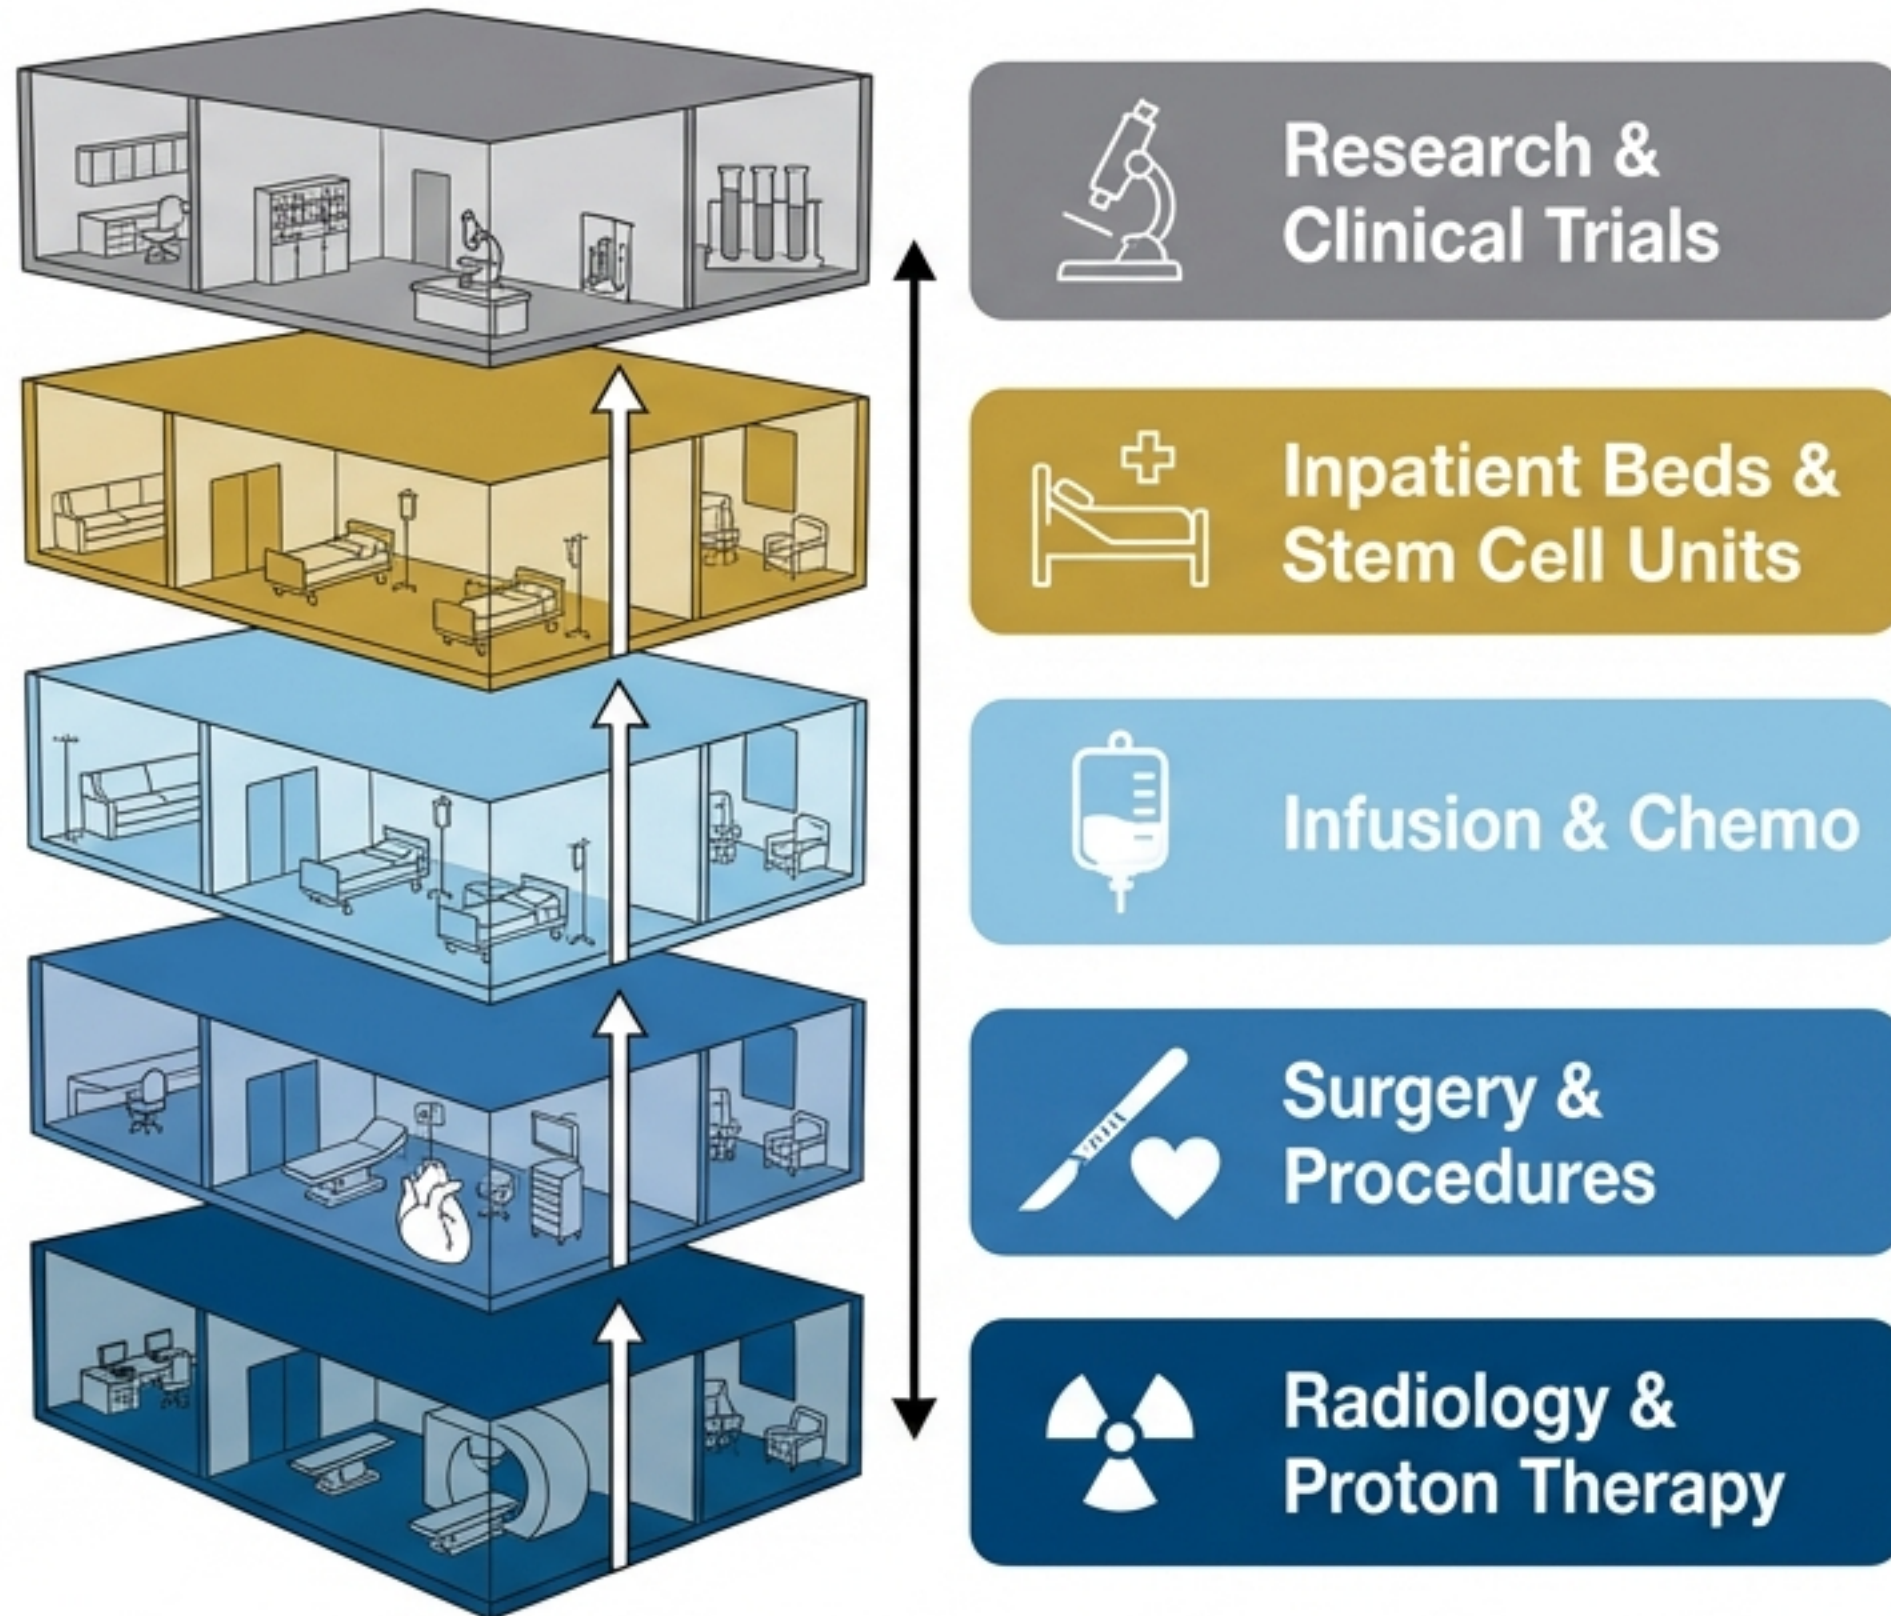 Research &
Clinical Trials
Inpatient Beds &
Stem Cell Units
Infusion & Chemo
Surgery &
Procedures
Radiology &
Proton Therapy